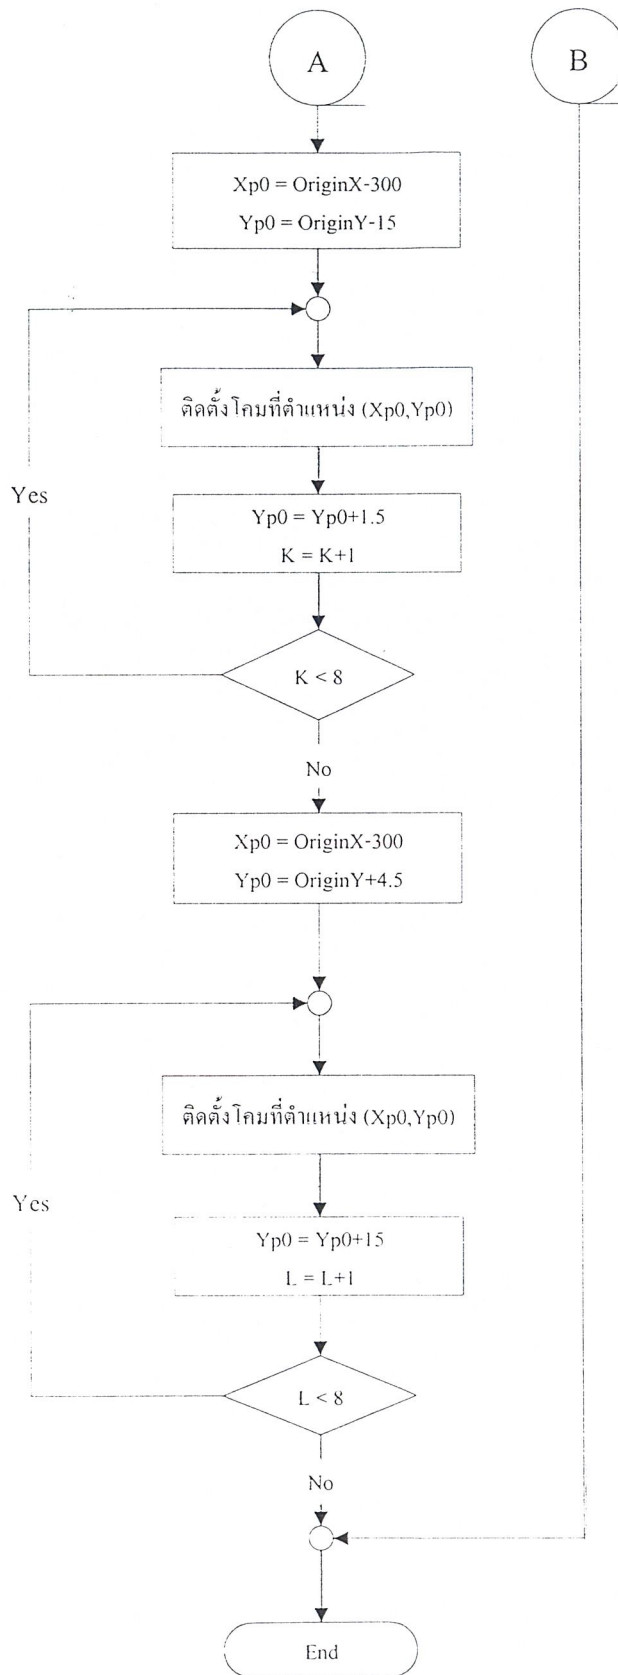 A
B
Xp0 = OriginX-300
Yp0 = OriginY-15
ติดตั้งโคมที่ตำแหน่ง (Xp0,Yp0)
Yes
Yp0 = Yp0+1.5
K = K+1
K < 8
No
Xp0 = OriginX-300
Yp0 = OriginY+4.5
ติดตั้งโคมที่ตำแหน่ง (Xp0,Yp0)
Yes
Yp0 = Yp0+15
L = L+1
L < 8
No
End